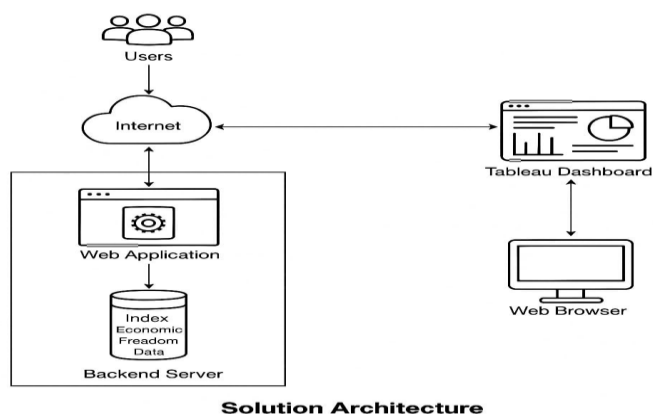 Users
Internet
Tableau Dashboard
Web Application
Web Browser
Index
Economic
Freadom
Data
Backend Server
Solution Architecture